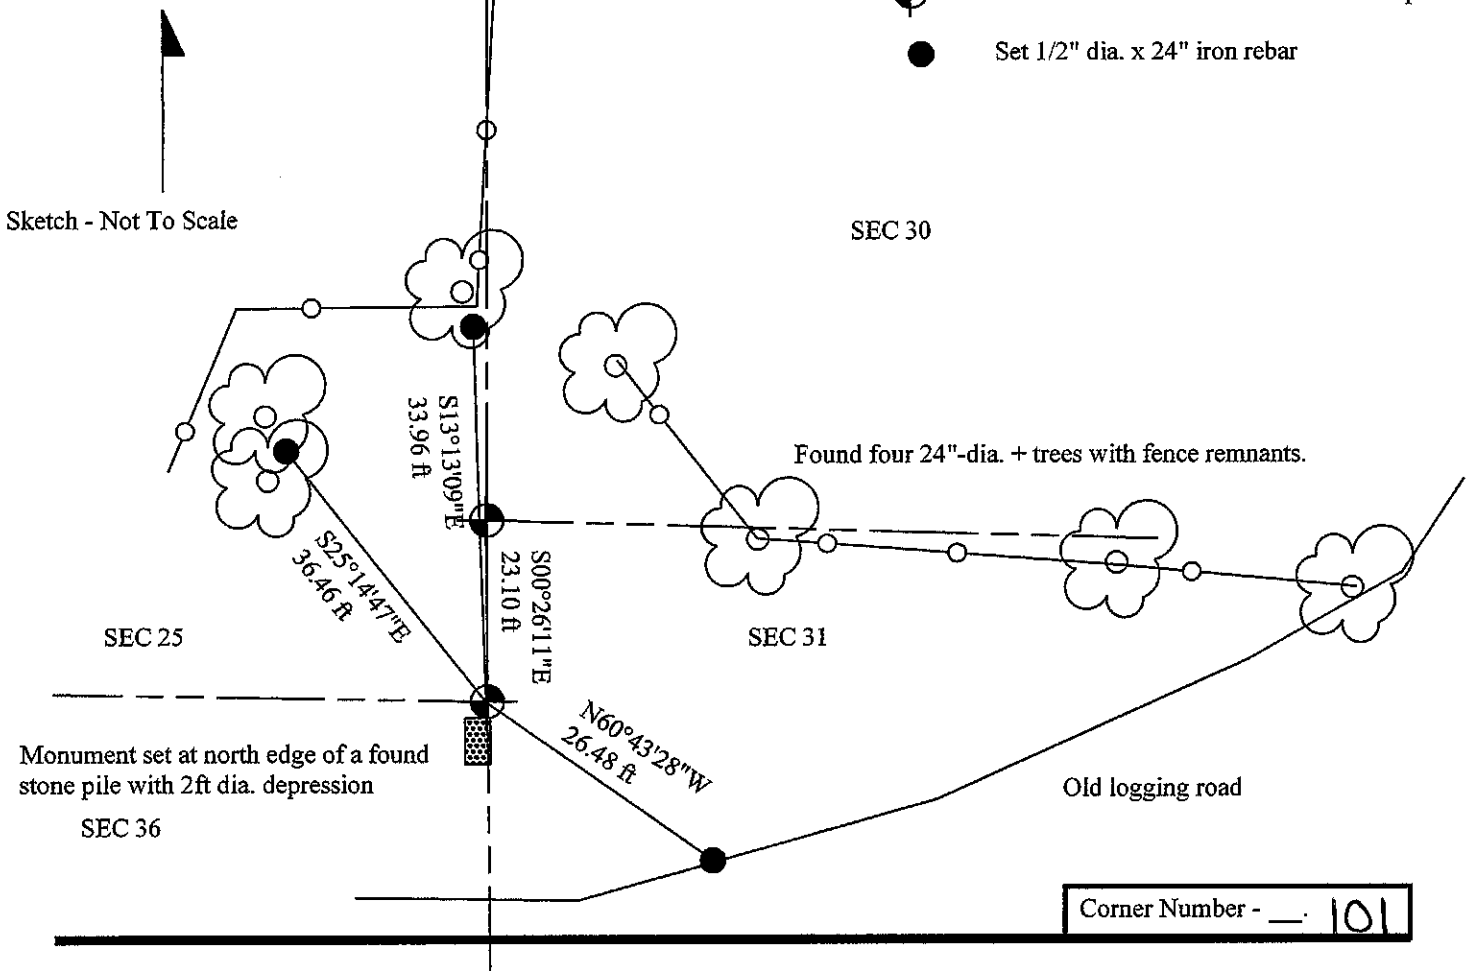 Set 1/2" dia. x 24" iron rebar
Sketch - Not To Scale
SEC 30
S13°13'09"E
33.96 ft
Found four 24"-dia. + trees with fence remnants.
S25°14'47"E
36.46 ft
S00°26'11"E
23.10 ft
SEC 25
SEC 31
N60°43'28"W
26.48 ft
Monument set at north edge of a found
stone pile with 2ft dia. depression
Old logging road
SEC 36
Corner Number - __. 101